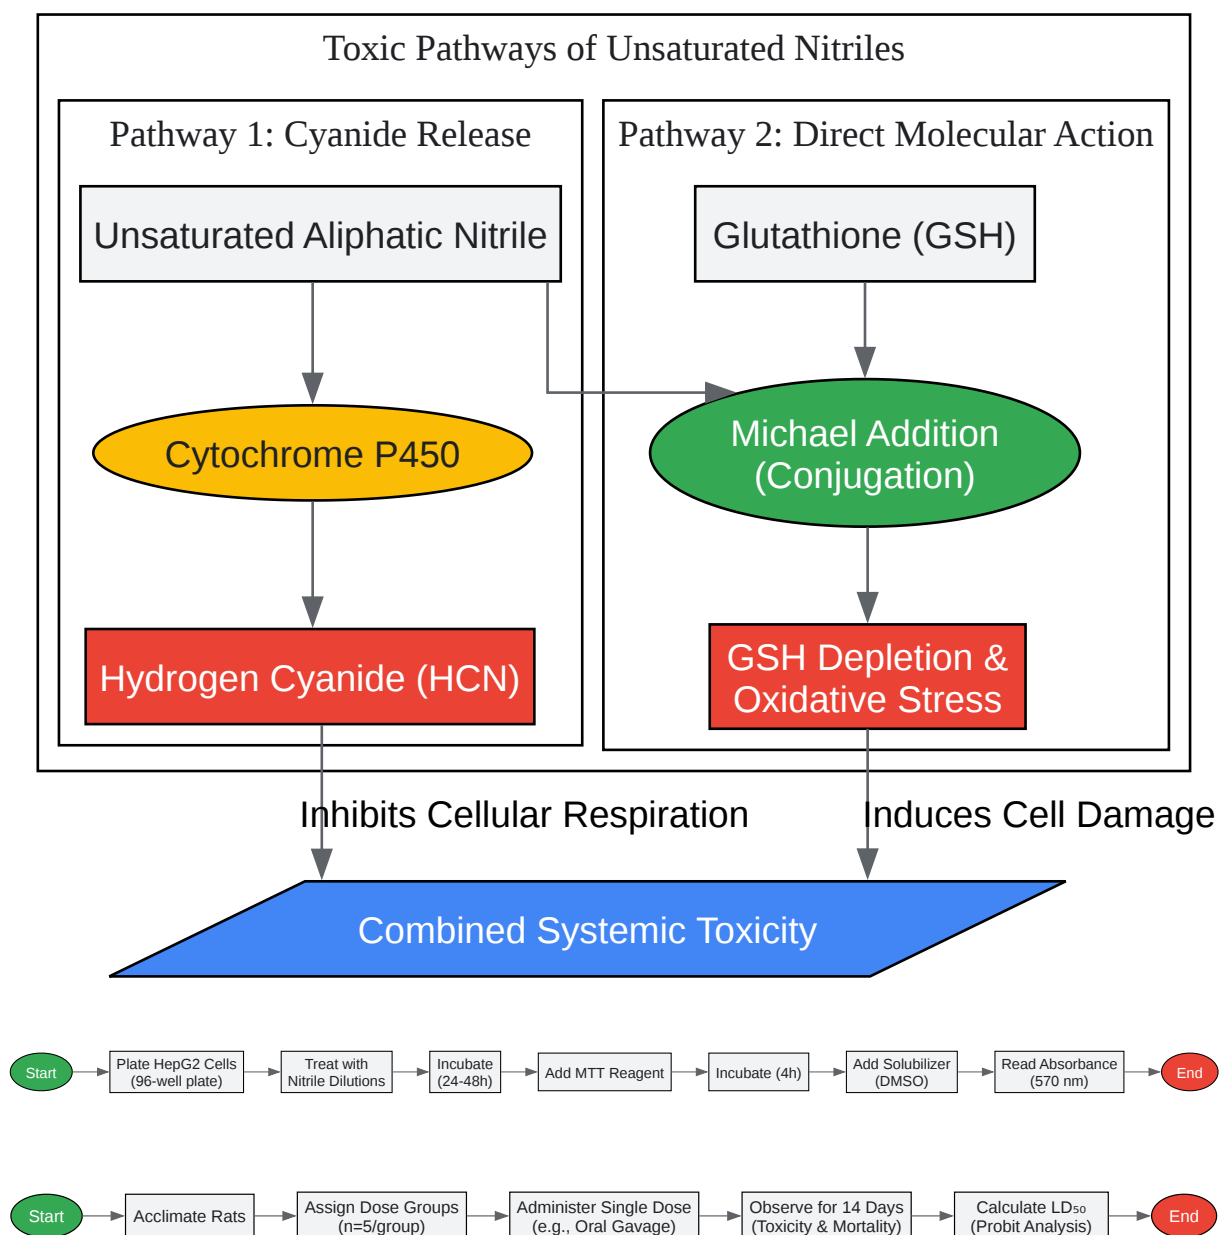 Toxic Pathways of Unsaturated Nitriles
Pathway 1: Cyanide Release
Pathway 2: Direct Molecular Action
Unsaturated Aliphatic Nitrile
Glutathione (GSH)
Cytochrome P450
Michael Addition
(Conjugation)
Hydrogen Cyanide (HCN)
GSH Depletion &
Oxidative Stress
Inhibits Cellular Respiration
Induces Cell Damage
Combined Systemic Toxicity
Start
Plate HepG2 Cells
(96-well plate)
Treat with
Nitrile Dilutions
Incubate
(24-48h)
Add MTT Reagent
Incubate (4h)
Add Solubilizer
(DMSO)
Read Absorbance
(570 nm)
End
Start
Acclimate Rats
Assign Dose Groups
(n=5/group)
Administer Single Dose
(e.g., Oral Gavage)
Observe for 14 Days
(Toxicity & Mortality)
Calculate LD₅₀
(Probit Analysis)
End